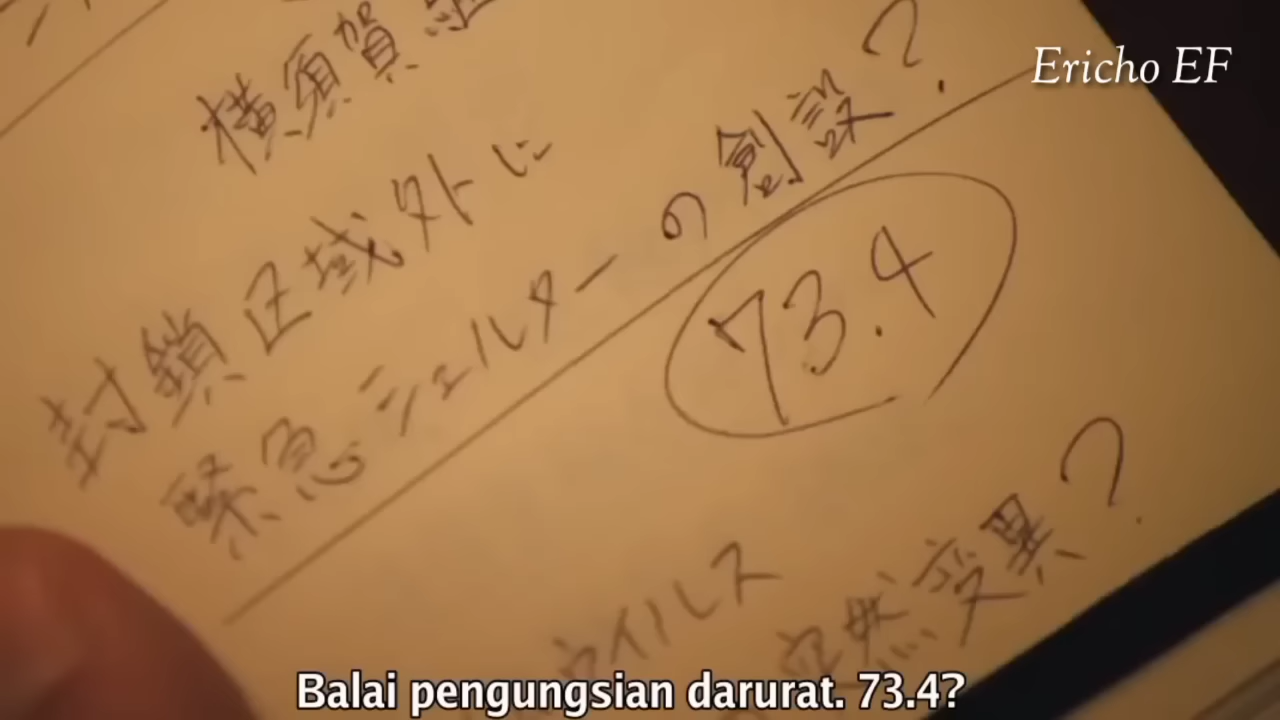 Ericho EF
横須賀
封鎖区域外に
緊急シェルターの創設?
73.4
ウイルス
突然変異?
Balai pengungsian darurat. 73.4?